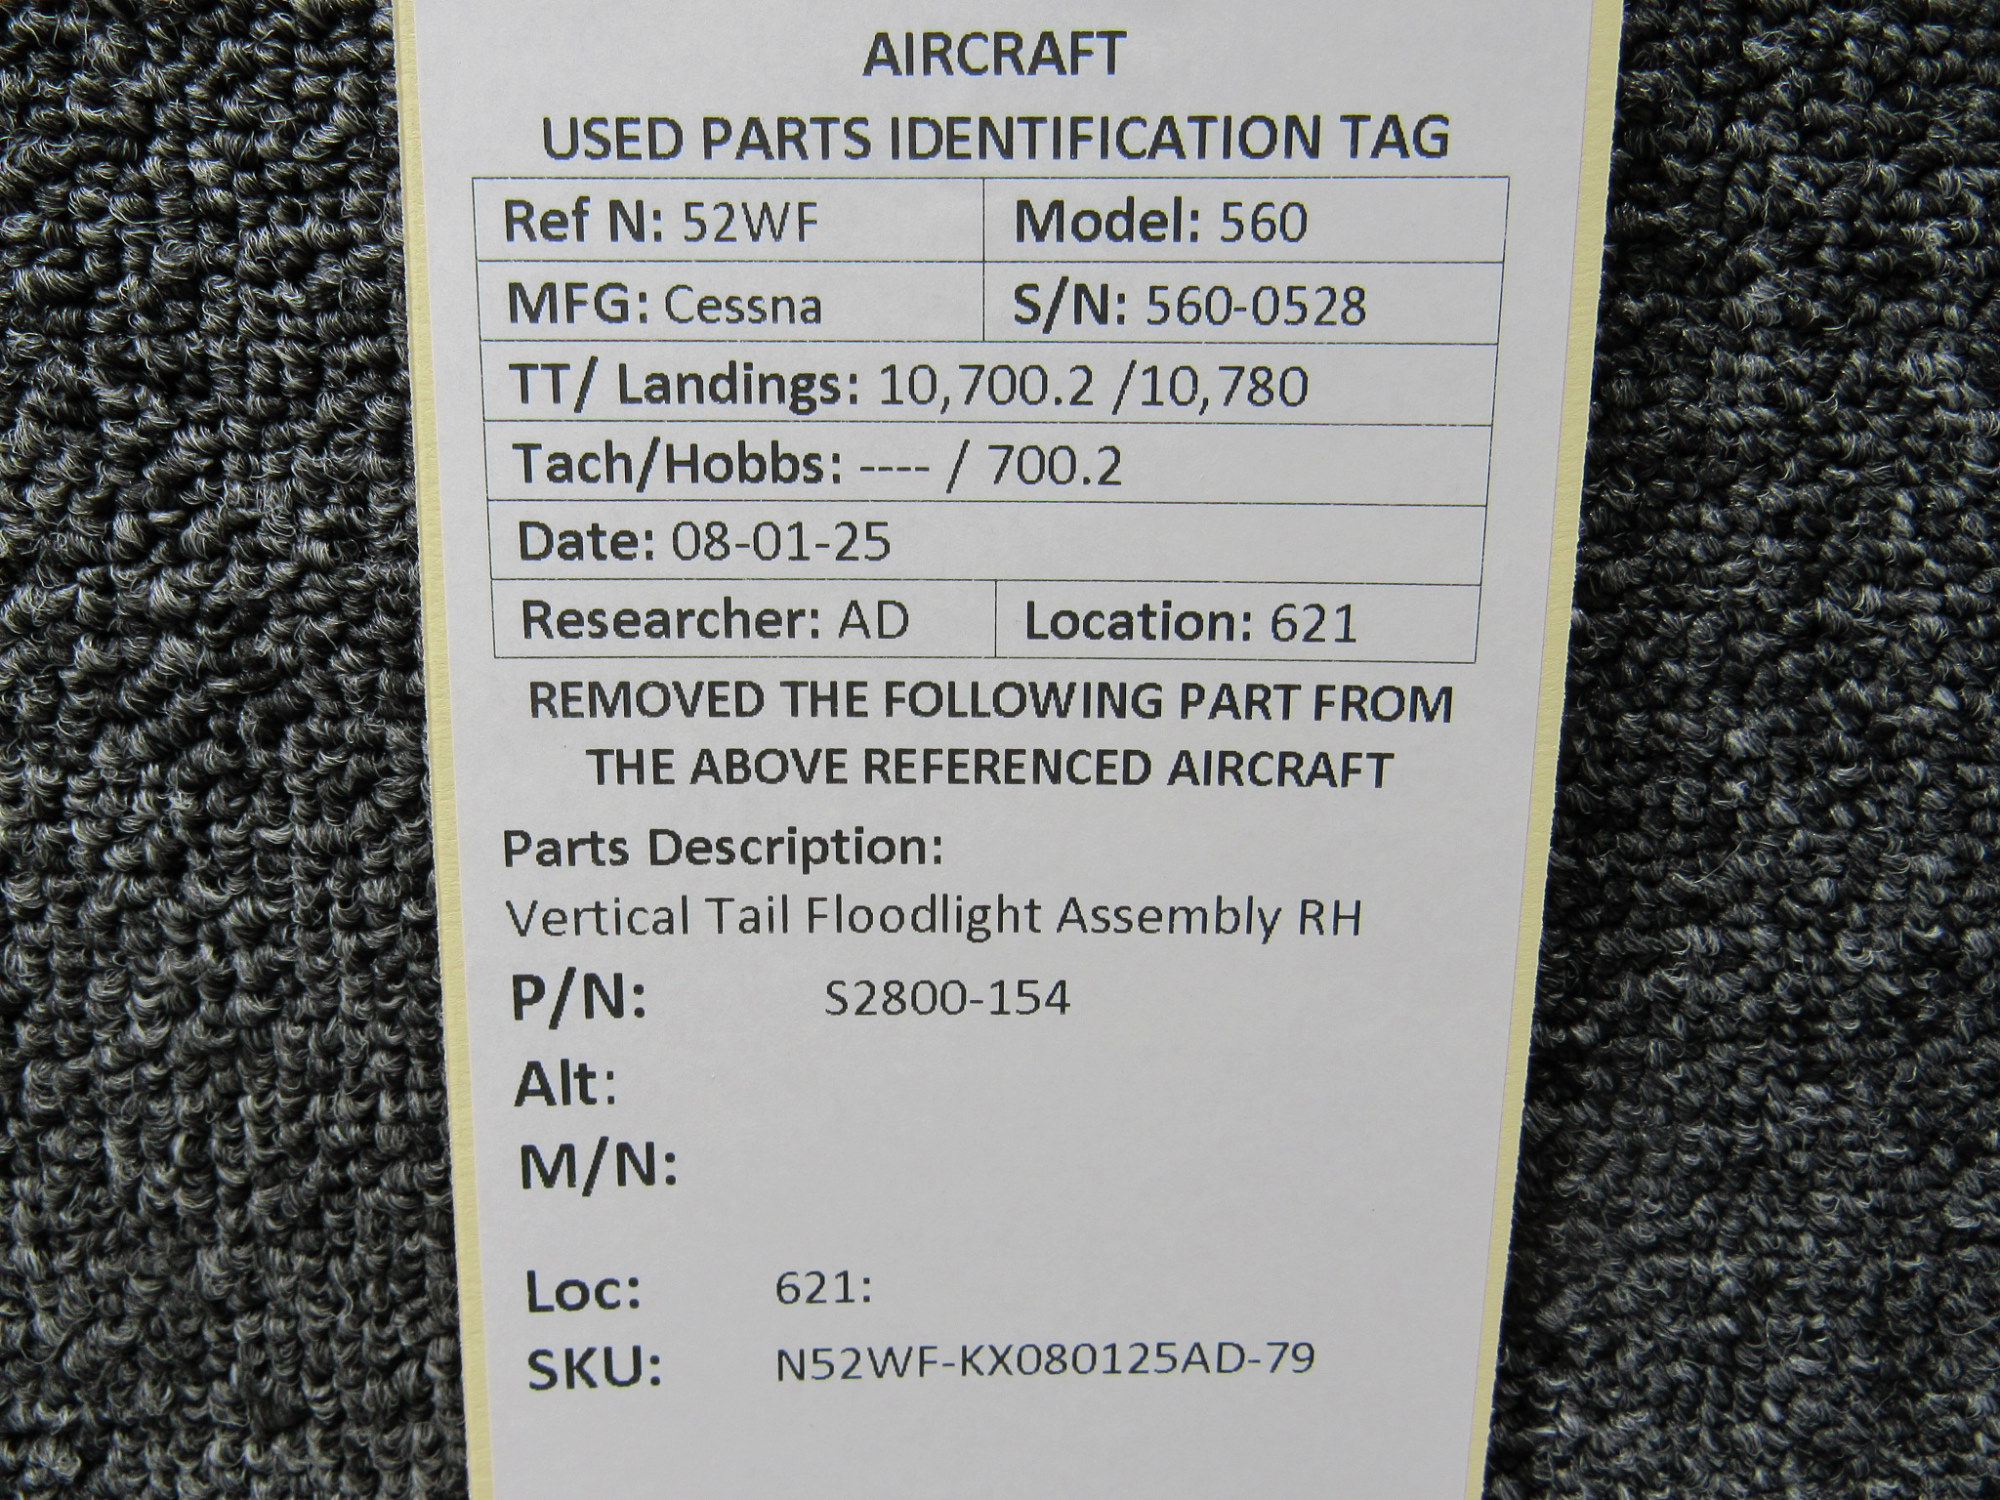 AIRCRAFT
USED PARTS IDENTIFICATION TAG
Ref N: 52WF Model: 560
MFG: Cessna S/N: 560-0528
TT/ Landings: 10,700.2 /10,780
Tach/Hobbs: ---- / 700.2
Date: 08-01-25
Researcher: AD Location: 621
REMOVED THE FOLLOWING PART FROM
THE ABOVE REFERENCED AIRCRAFT
Parts Description:
Vertical Tail Floodlight Assembly RH
P/N: S2800-154
Alt:
M/N:
Loc: 621:
SKU: N52WF-KX080125AD-79